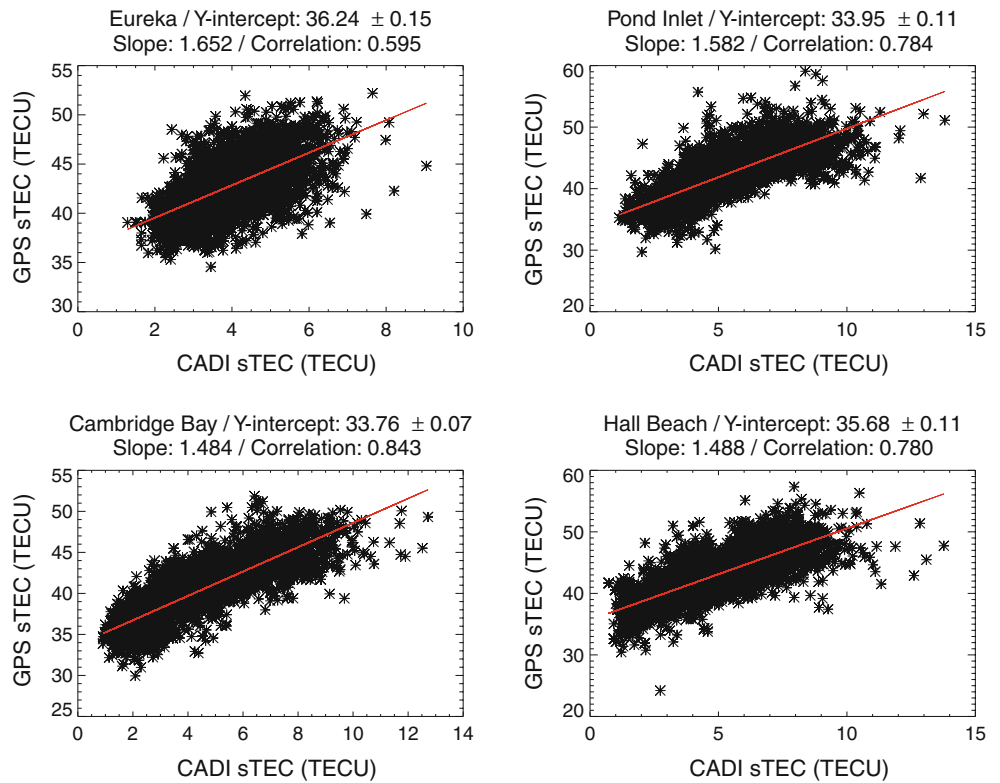 Eureka / Y-intercept: 36.24 ± 0.15
Slope: 1.652 / Correlation: 0.595
55
50
45
40
35
30
GPS sTEC (TECU)
0 2 4 6 8 10
CADI sTEC (TECU)
Pond Inlet / Y-intercept: 33.95 ± 0.11
Slope: 1.582 / Correlation: 0.784
60
50
40
30
20
GPS sTEC (TECU)
0 5 10 15
CADI sTEC (TECU)
Cambridge Bay / Y-intercept: 33.76 ± 0.07
Slope: 1.484 / Correlation: 0.843
55
50
45
40
35
30
25
GPS sTEC (TECU)
0 2 4 6 8 10 12 14
CADI sTEC (TECU)
Hall Beach / Y-intercept: 35.68 ± 0.11
Slope: 1.488 / Correlation: 0.780
60
50
40
30
20
GPS sTEC (TECU)
0 5 10 15
CADI sTEC (TECU)